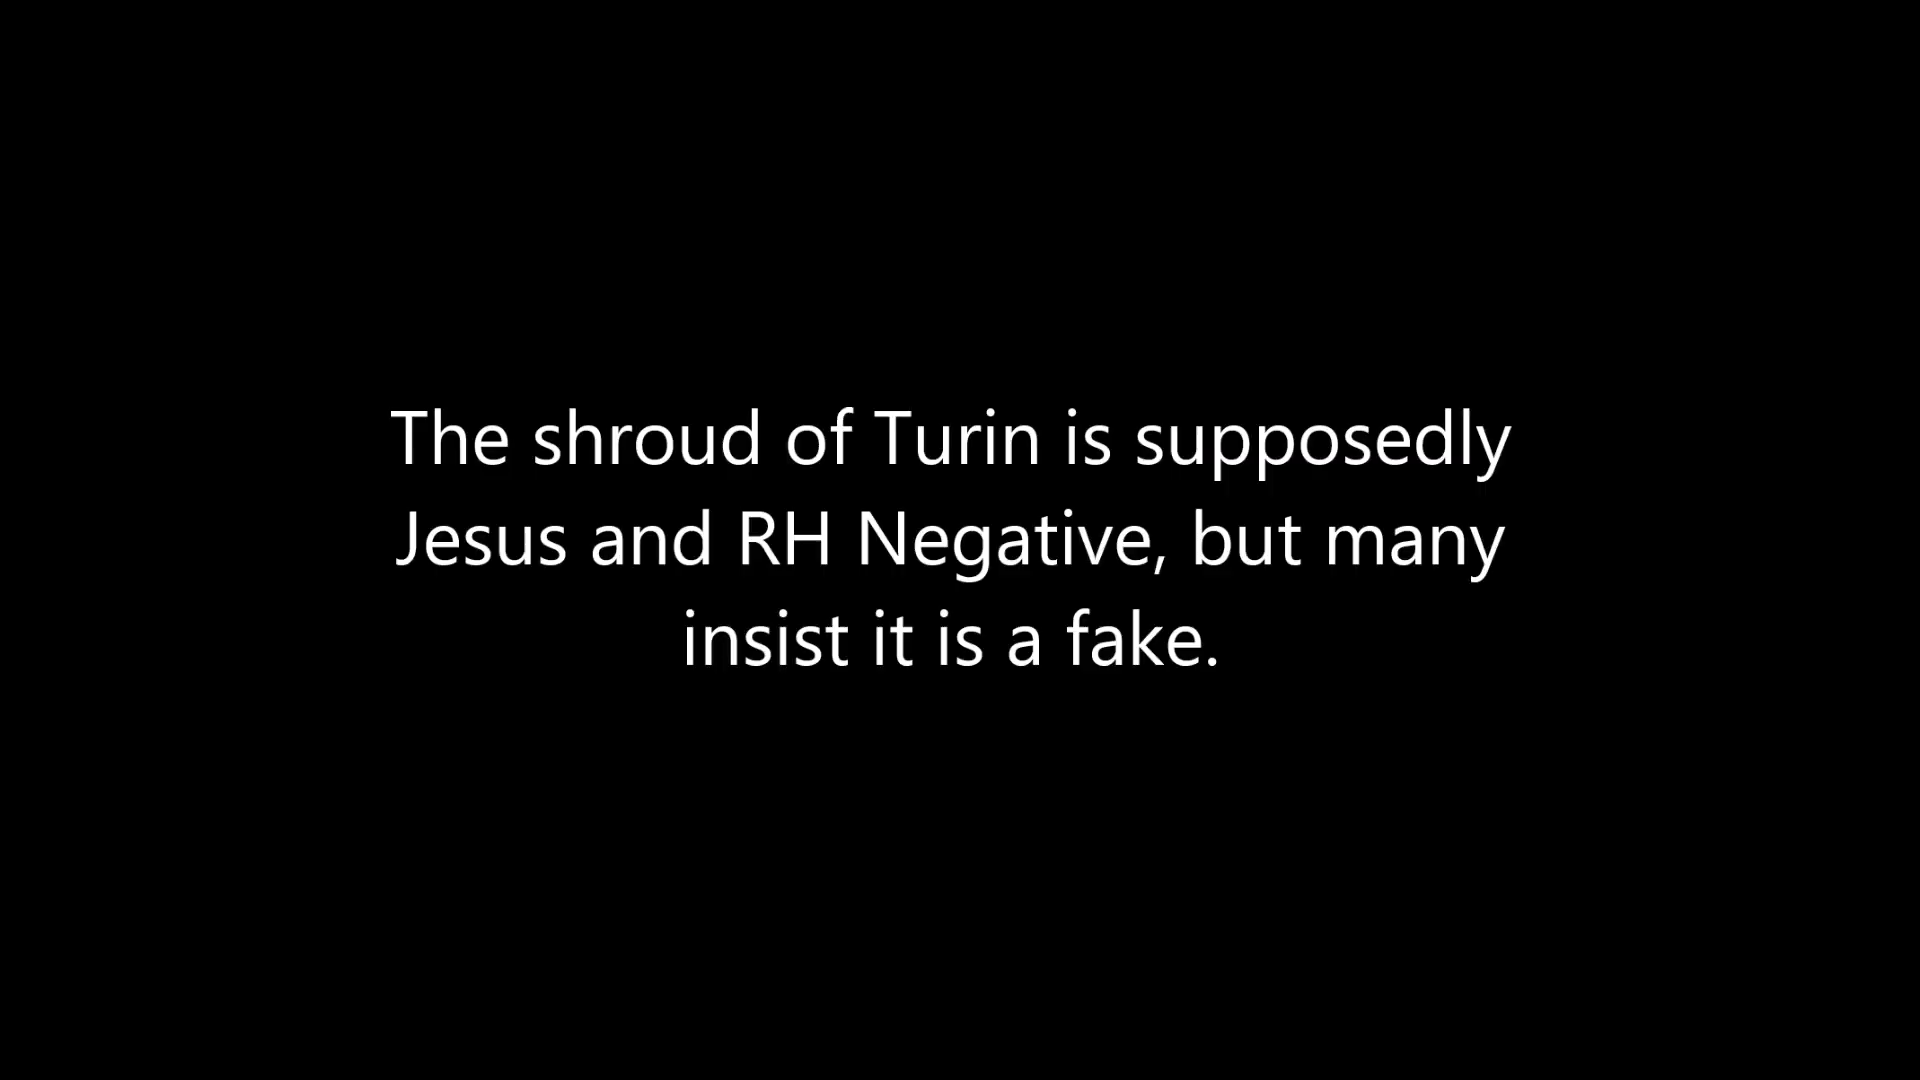 The shroud of Turin is supposedly
Jesus and RH Negative, but many
insist it is a fake.